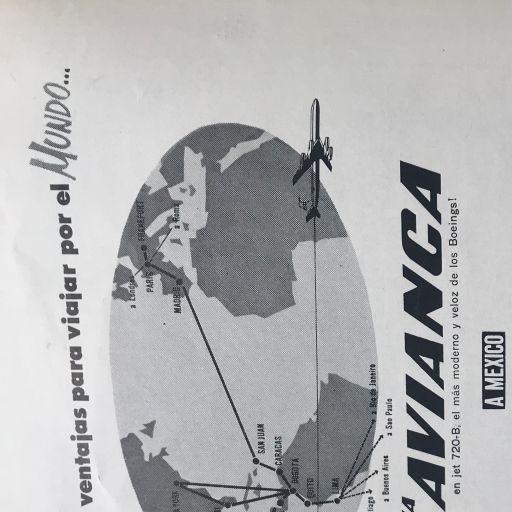 ventajas para viajar por el MUNDO...
FRANKFORT
a Londres
PARIS
a Roma
MADRID
SAN JUAN
CARACAS
BOGOTA
QUITO
LIMA
a Rio de Janeiro
a Sao Paulo
a Buenos Aires
AVIANCA
en jet 720-B, el más moderno y veloz de los Boeings!
A MEXICO